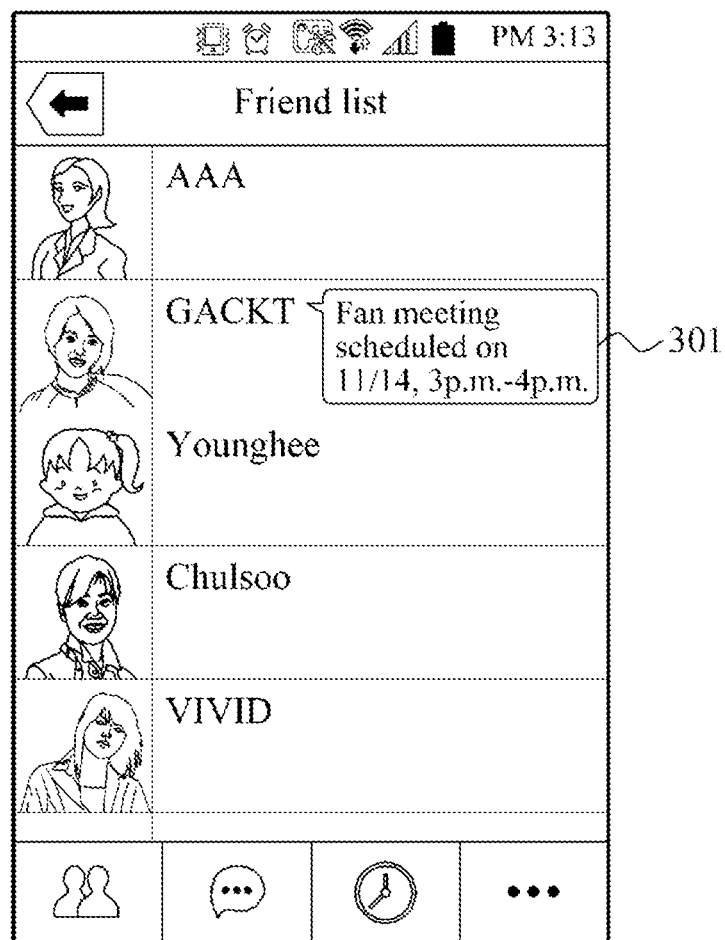 PM 3:13
Friend list
AAA
GACKT
Fan meeting
scheduled on
11/14, 3p.m.-4p.m.
301
Younghee
Chulsoo
VIVID